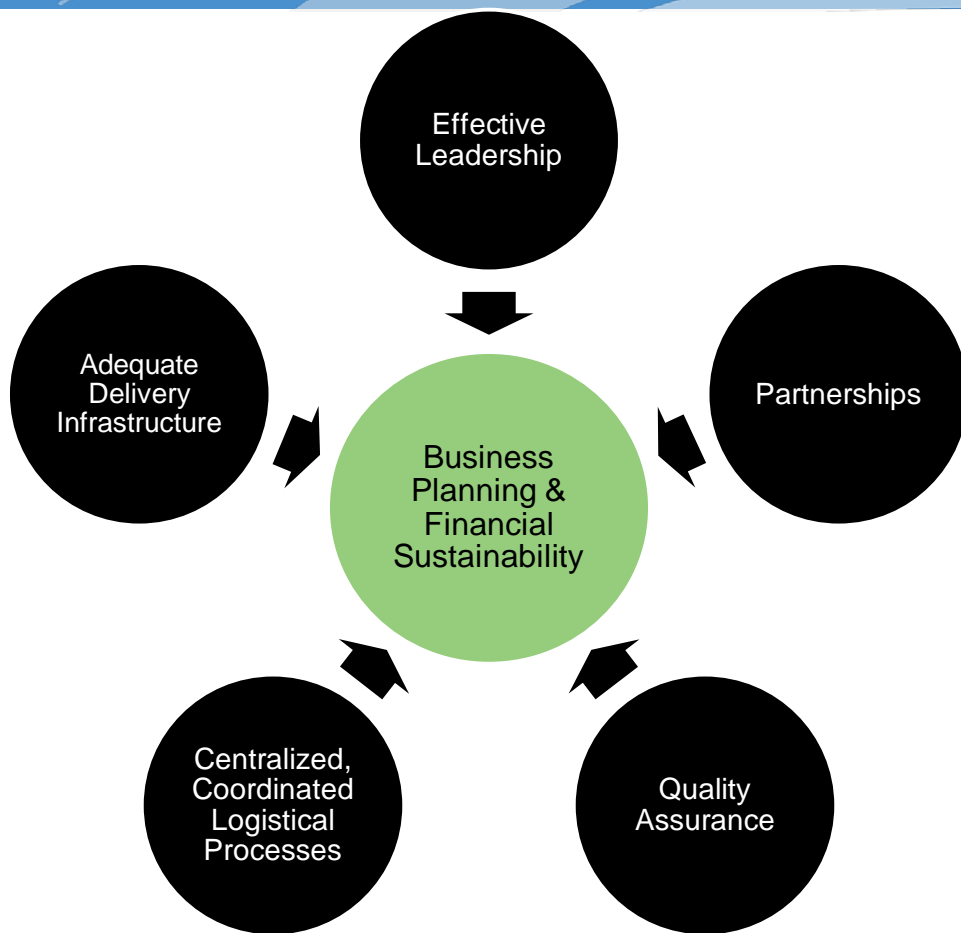 Effective
Leadership
Adequate
Delivery
Infrastructure
Partnerships
Business
Planning &
Financial
Sustainability
Centralized,
Coordinated
Logistical
Processes
Quality
Assurance